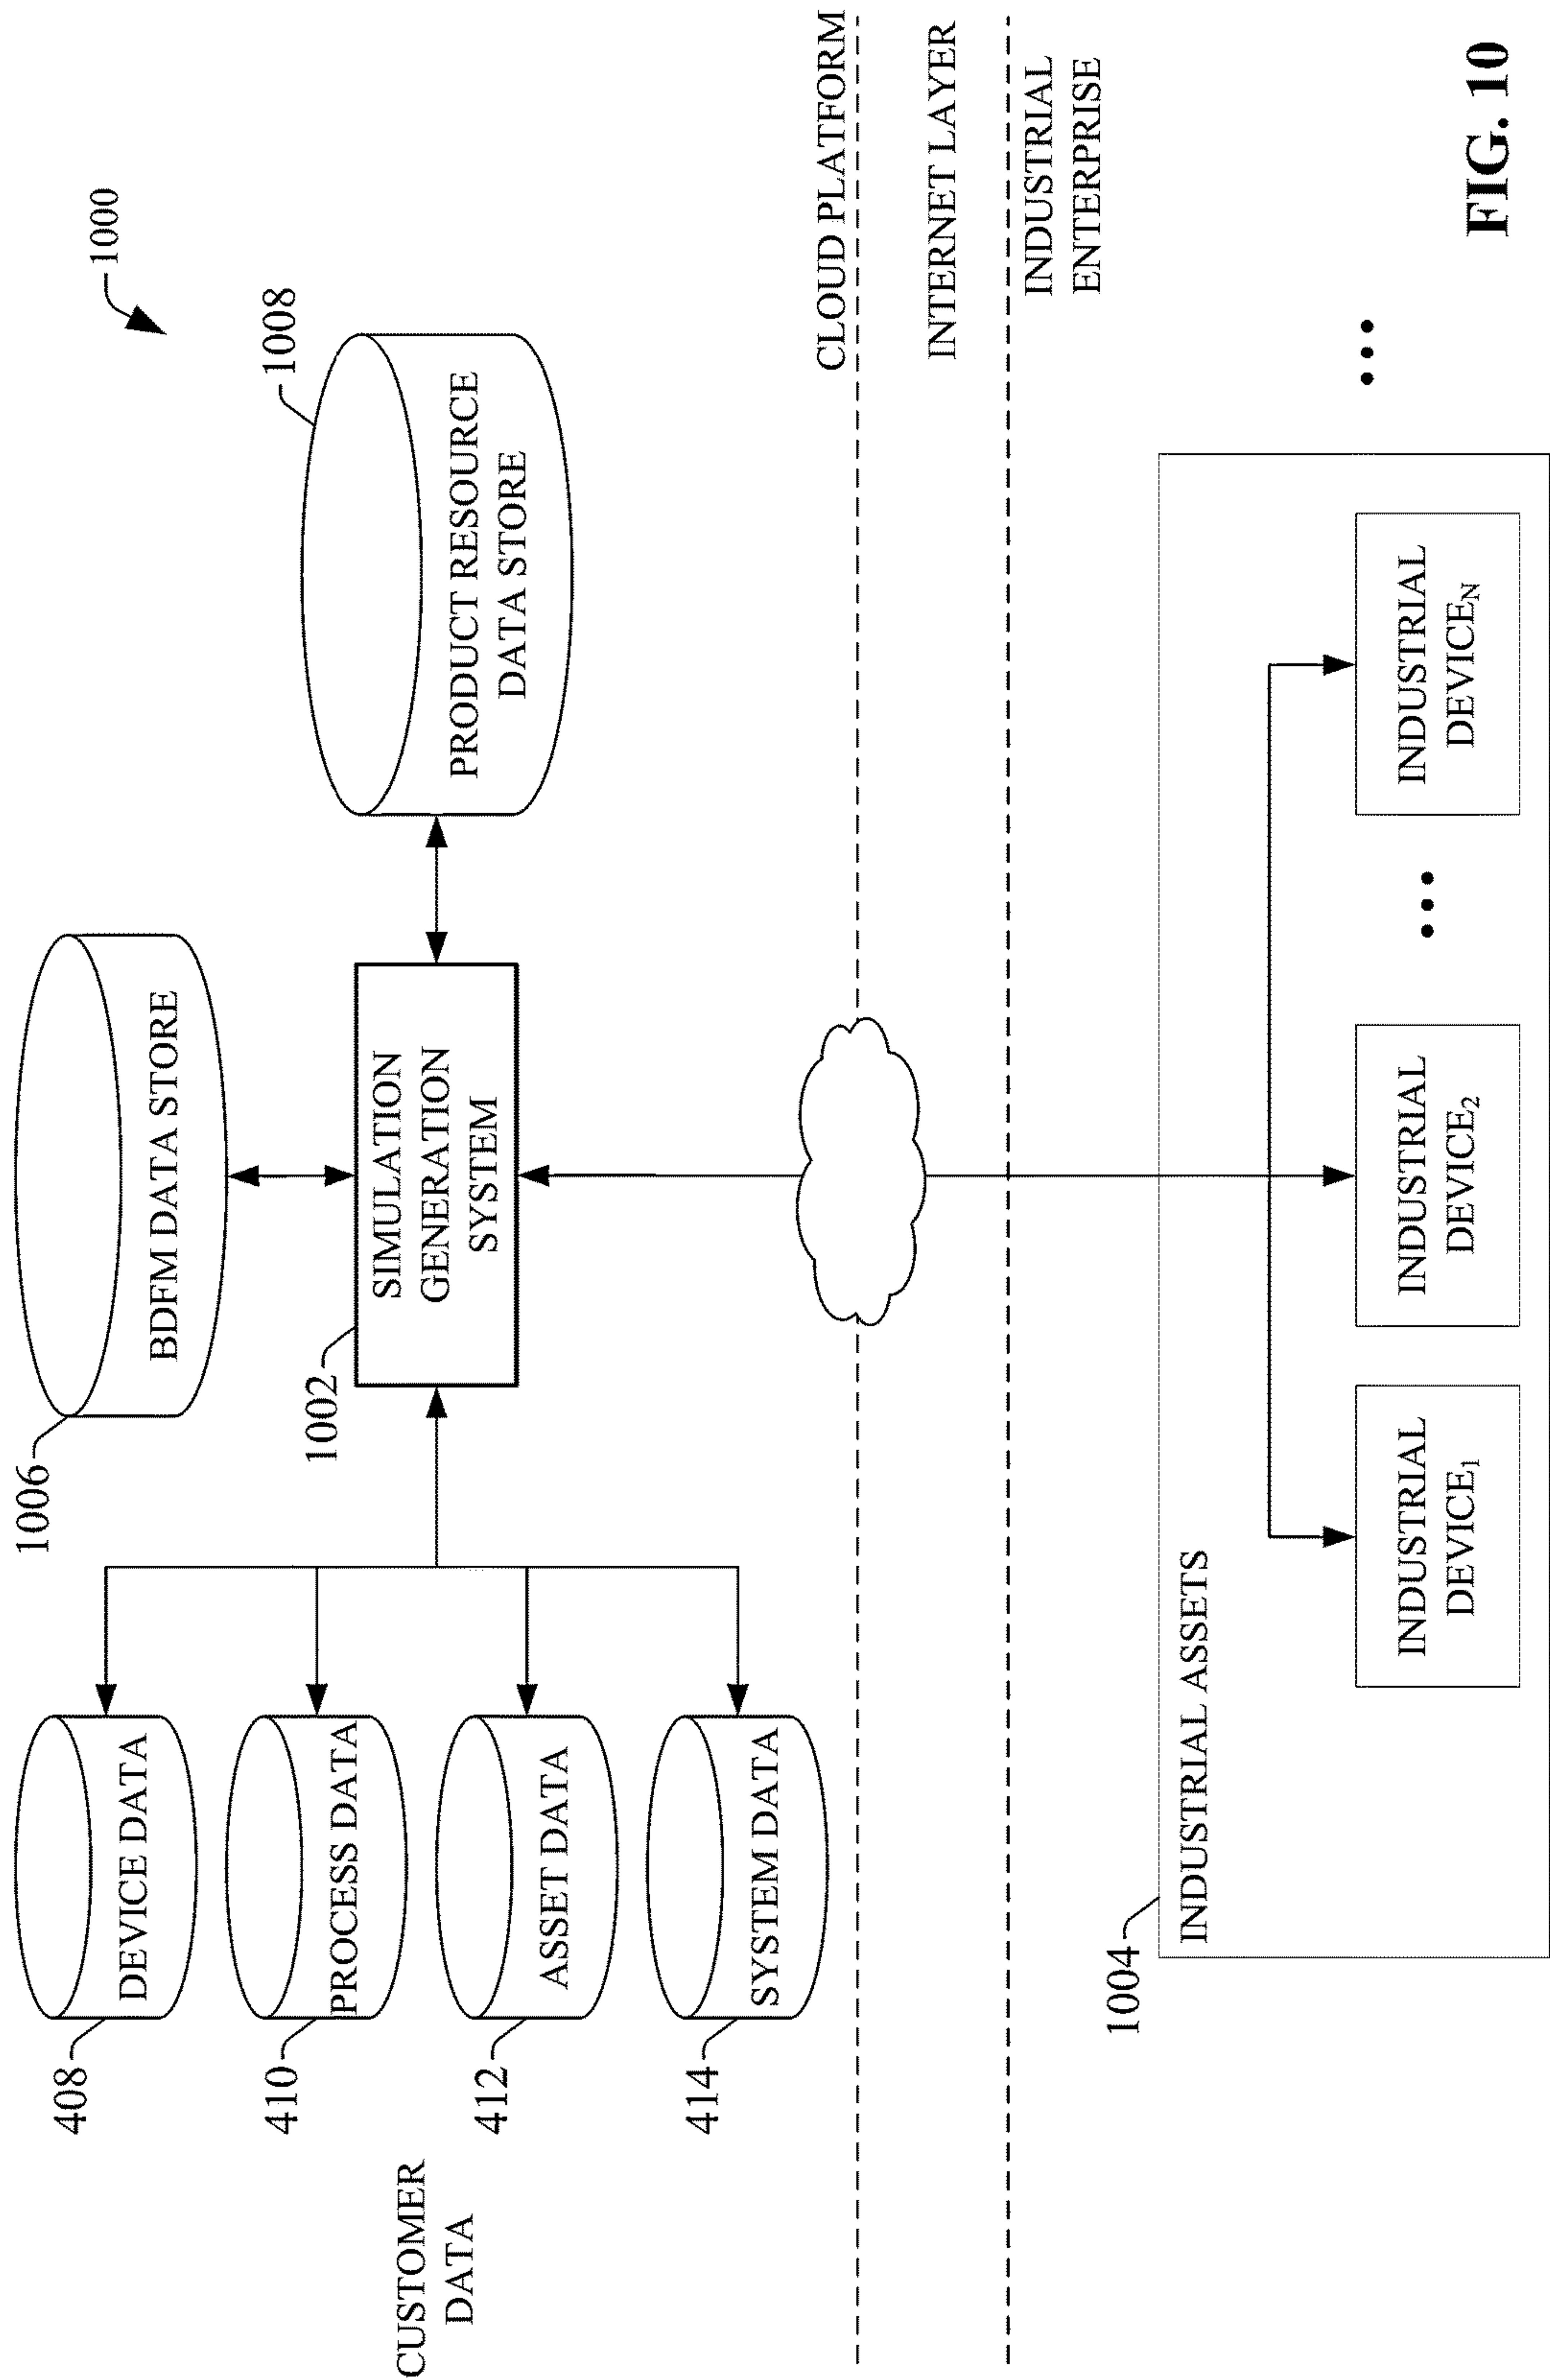 1000
1006
BDFM DATA STORE
408
DEVICE DATA
1008
410
PROCESS DATA
1002
SIMULATION
GENERATION
SYSTEM
PRODUCT RESOURCE
DATA STORE
CUSTOMER
DATA
412
ASSET DATA
414
SYSTEM DATA
CLOUD PLATFORM
INTERNET LAYER
INDUSTRIAL
ENTERPRISE
1004
INDUSTRIAL ASSETS
INDUSTRIAL
DEVICE₁
INDUSTRIAL
DEVICE₂
•••
INDUSTRIAL
DEVICE_N
•••
FIG. 10